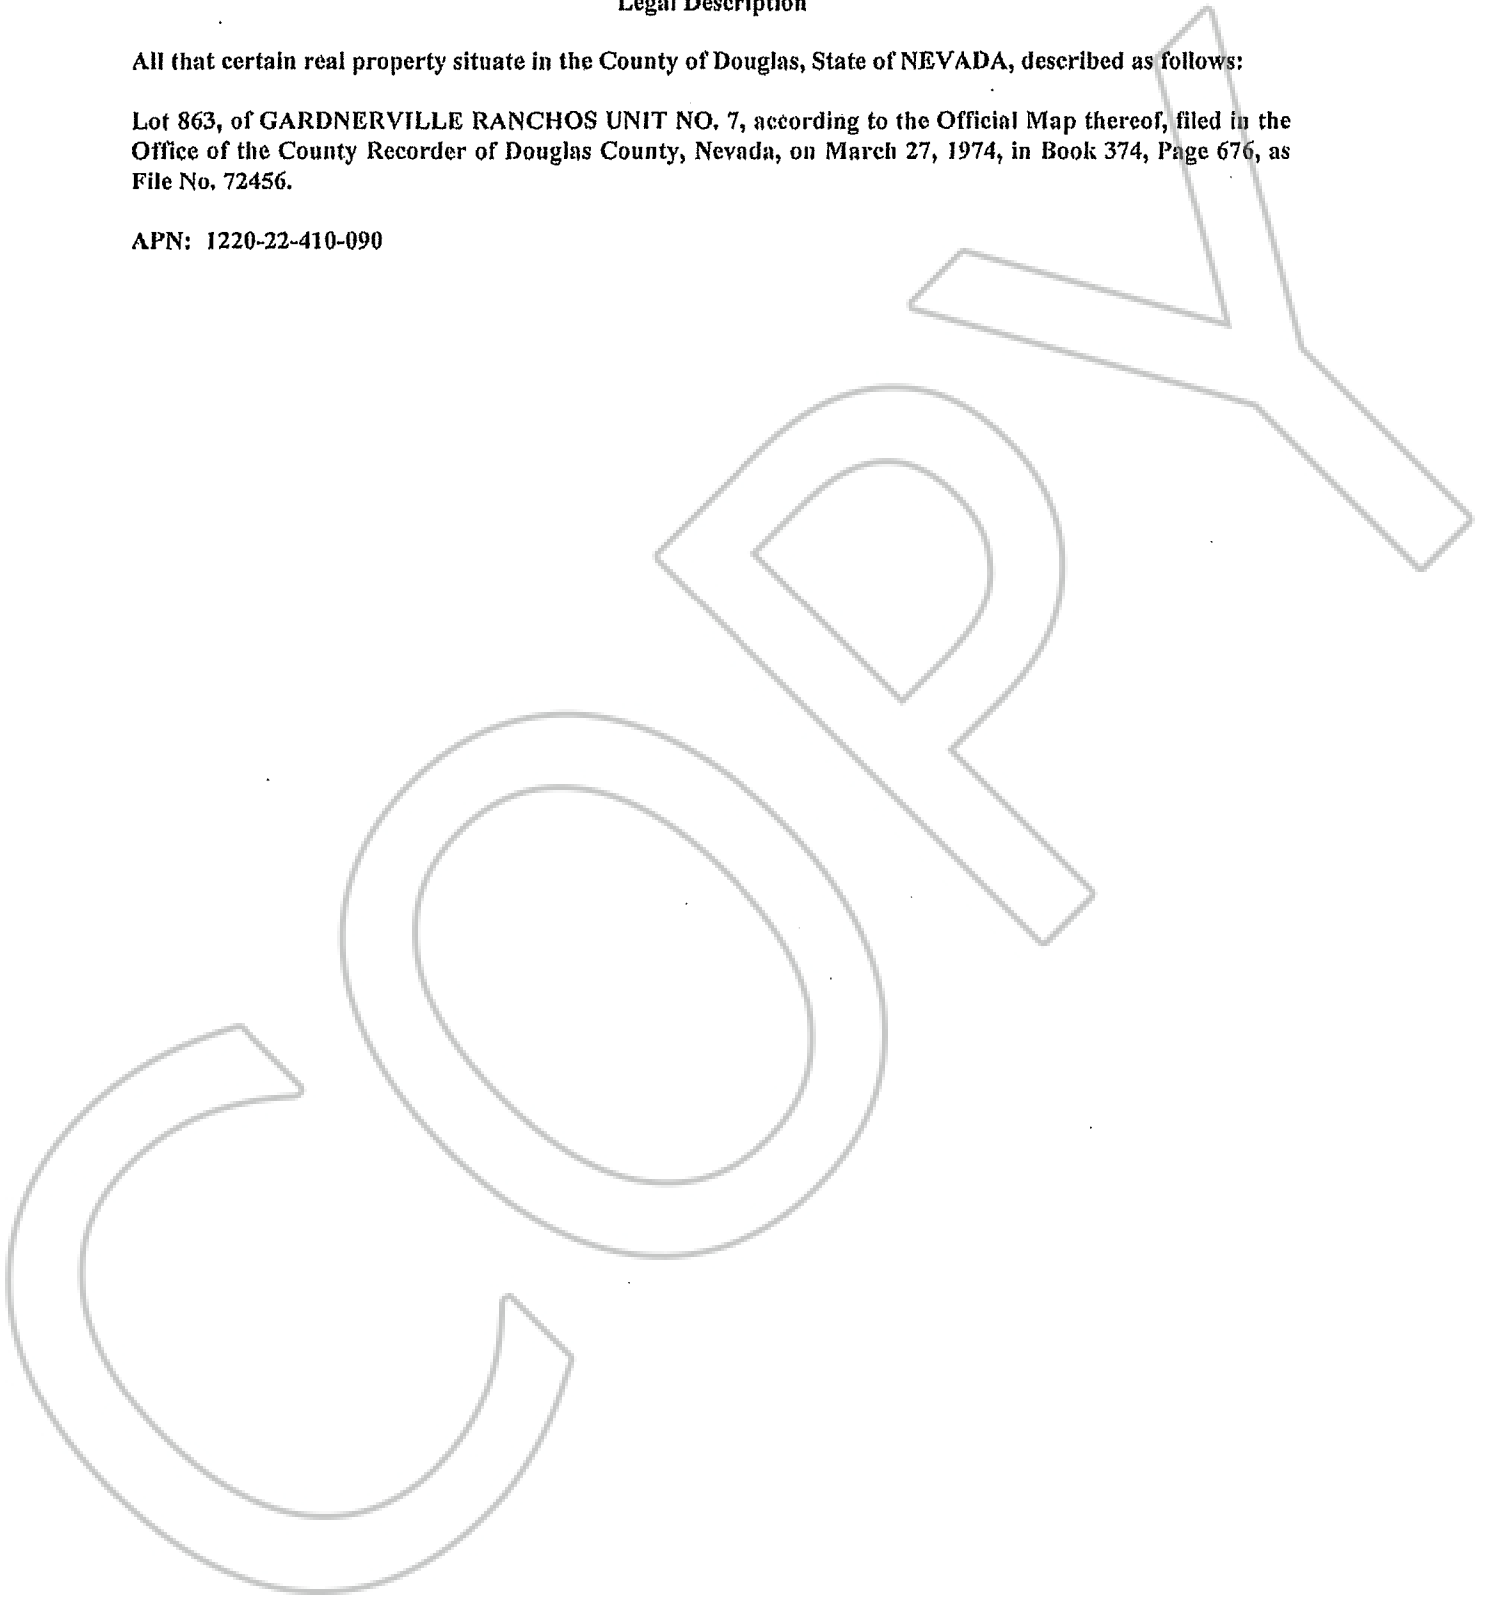 Legal Description
All that certain real property situate in the County of Douglas, State of NEVADA, described as follows:
Lot 863, of GARDNERVILLE RANCHOS UNIT NO. 7, according to the Official Map thereof, filed in the
Office of the County Recorder of Douglas County, Nevada, on March 27, 1974, in Book 374, Page 676, as
File No. 72456.
APN: 1220-22-410-090
COPY